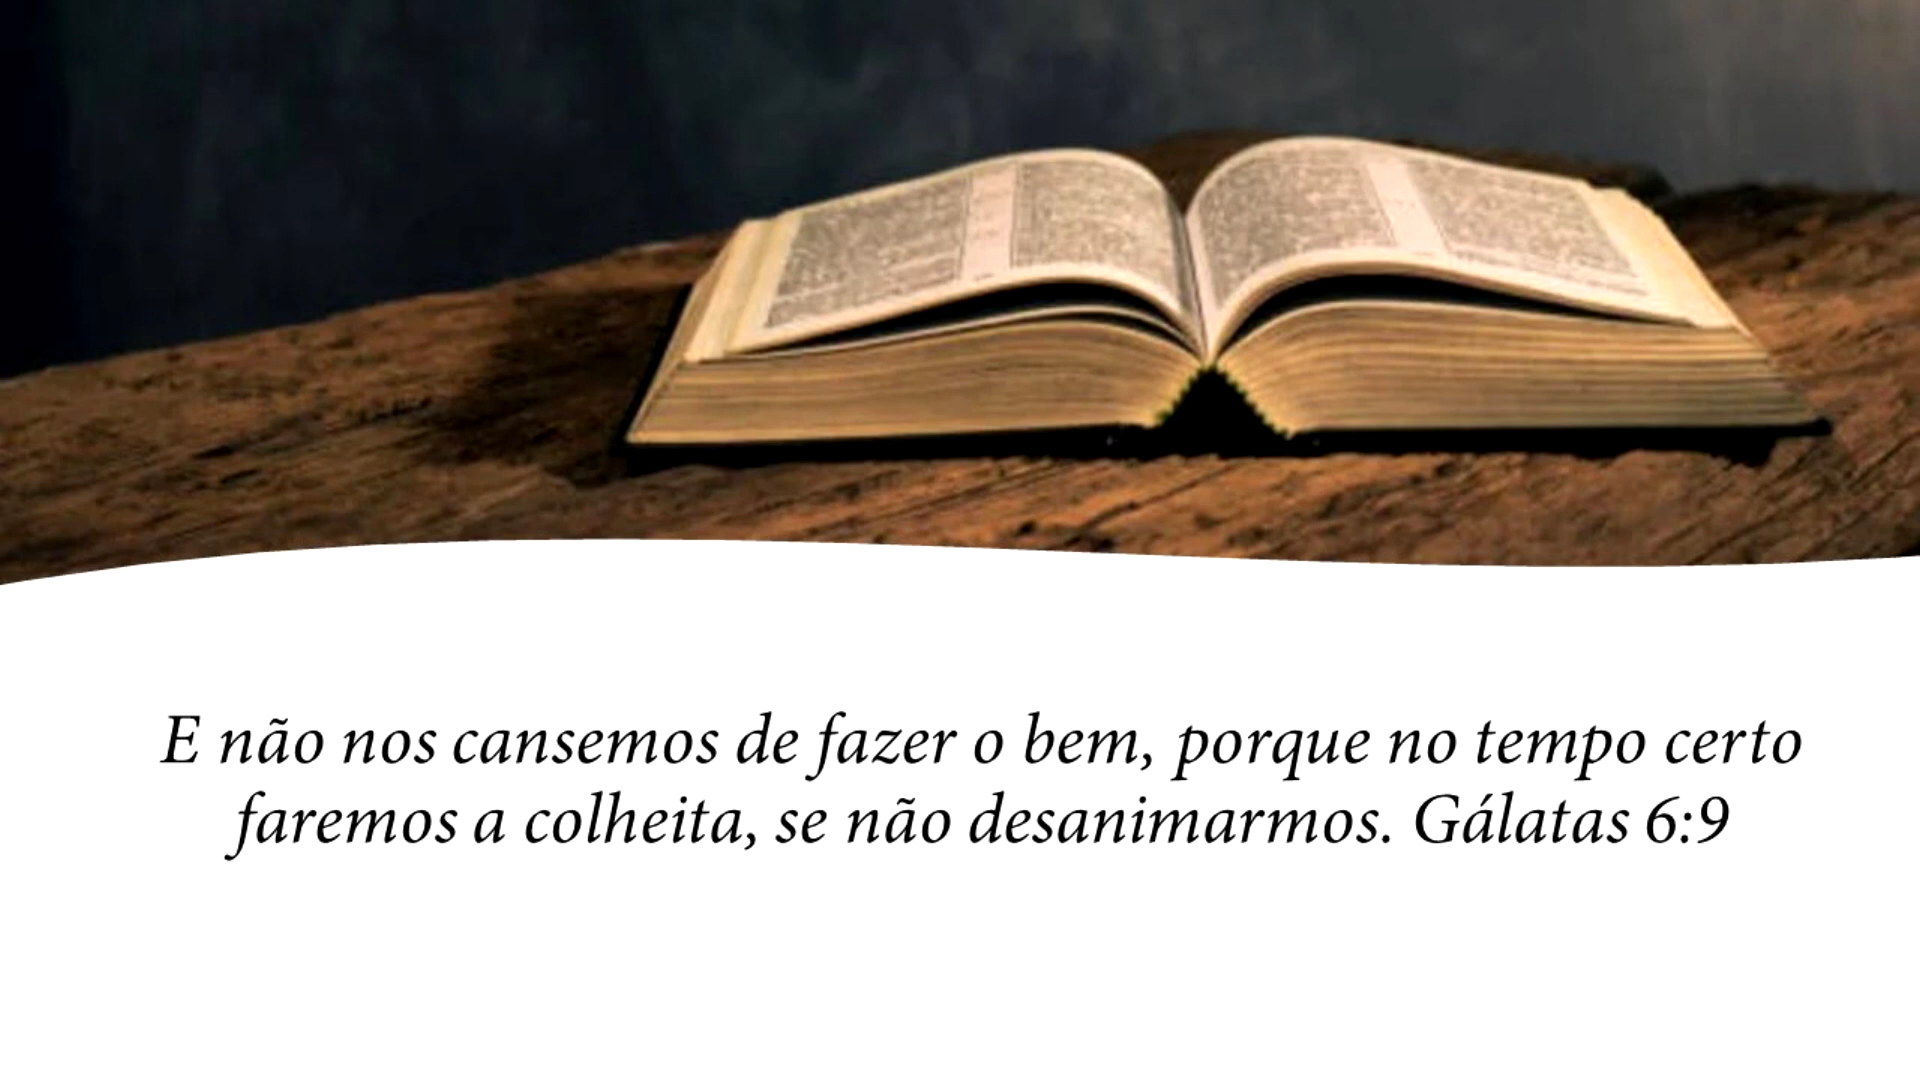 E não nos cansemos de fazer o bem, porque no tempo certo
faremos a colheita, se não desanimarmos. Gálatas 6:9